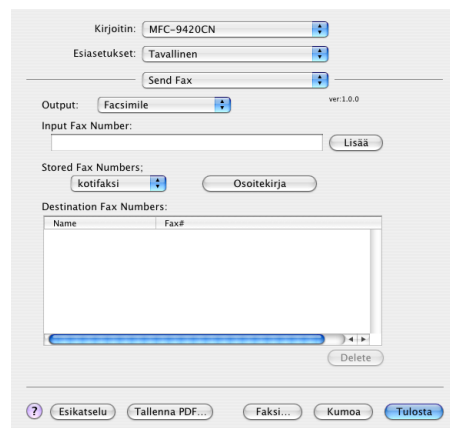 Kirjoitin: MFC-9420CN
Esiasetukset: Tavallinen
Send Fax
Output: Facsimile ver:1.0.0
Input Fax Number:
Lisää
Stored Fax Numbers;
kotifaksi Osoitekirja
Destination Fax Numbers:
Name Fax#
Delete
? Esikatselu Tallenna PDF... Faksi... Kumoa Tulosta